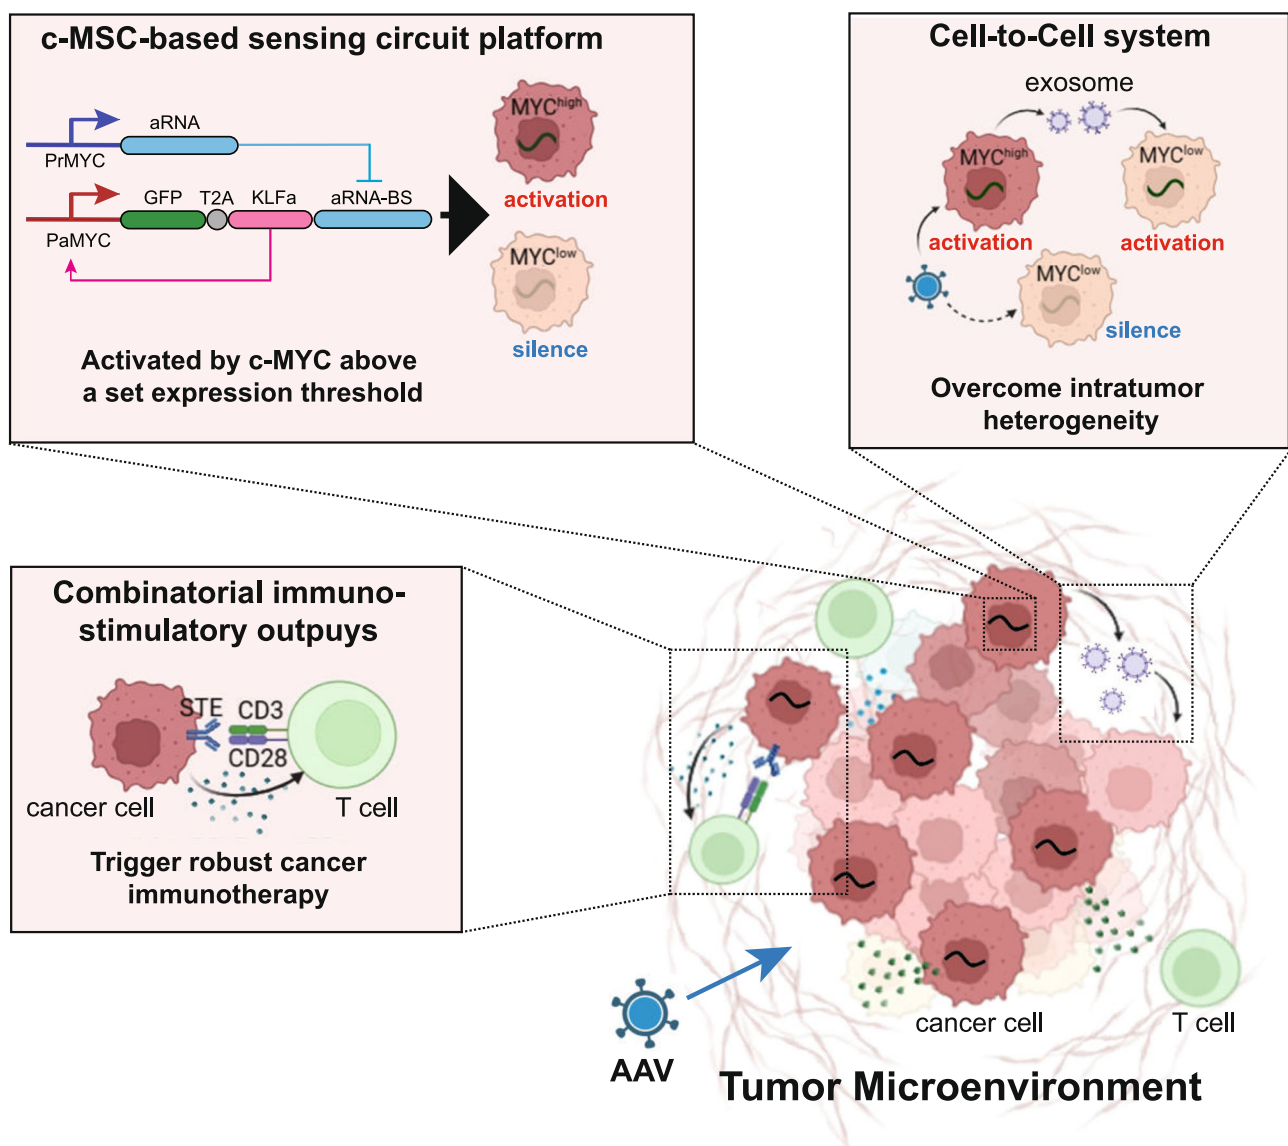 c-MSC-based sensing circuit platform
aRNA
PrMYC
GFP T2A KLFa aRNA-BS
PaMYC
MYChigh
activation
MYClow
silence
Activated by c-MYC above
a set expression threshold
Cell-to-Cell system
exosome
MYChigh
MYClow
activation
activation
MYClow
silence
Overcome intratumor
heterogeneity
Combinatorial immuno-
stimulatory outpuys
STE
CD3
CD28
cancer cell
T cell
Trigger robust cancer
immunotherapy
AAV
cancer cell
T cell
Tumor Microenvironment